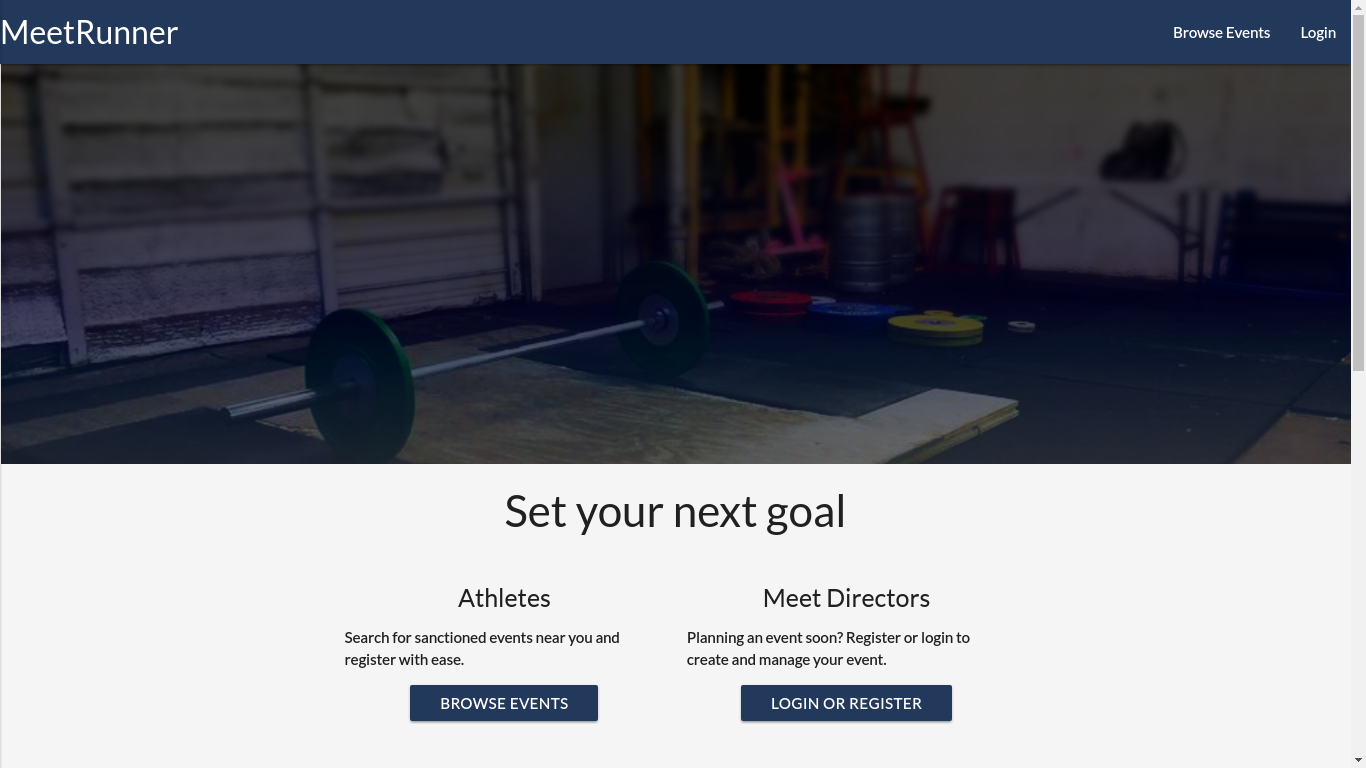 MeetRunner
Browse Events
Login
Set your next goal
Athletes
Search for sanctioned events near you and
register with ease.
BROWSE EVENTS
Meet Directors
Planning an event soon? Register or login to
create and manage your event.
LOGIN OR REGISTER